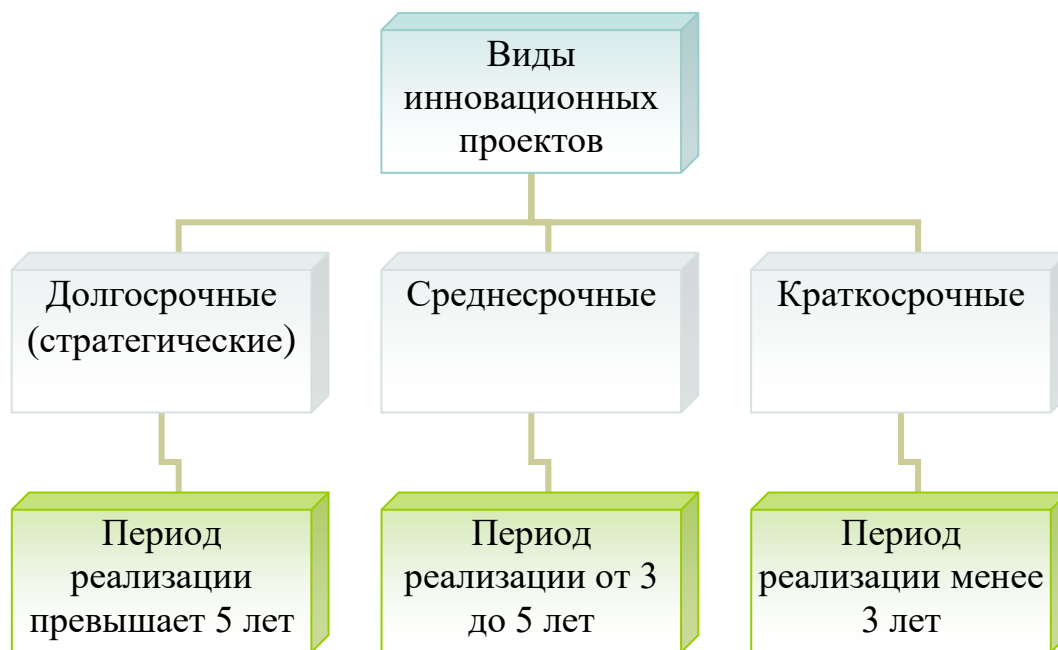 Виды
инновационных
проектов
Долгосрочные
(стратегические)
Среднесрочные
Краткосрочные
Период
реализации
превышает 5 лет
Период
реализации от 3
до 5 лет
Период
реализации менее
3 лет